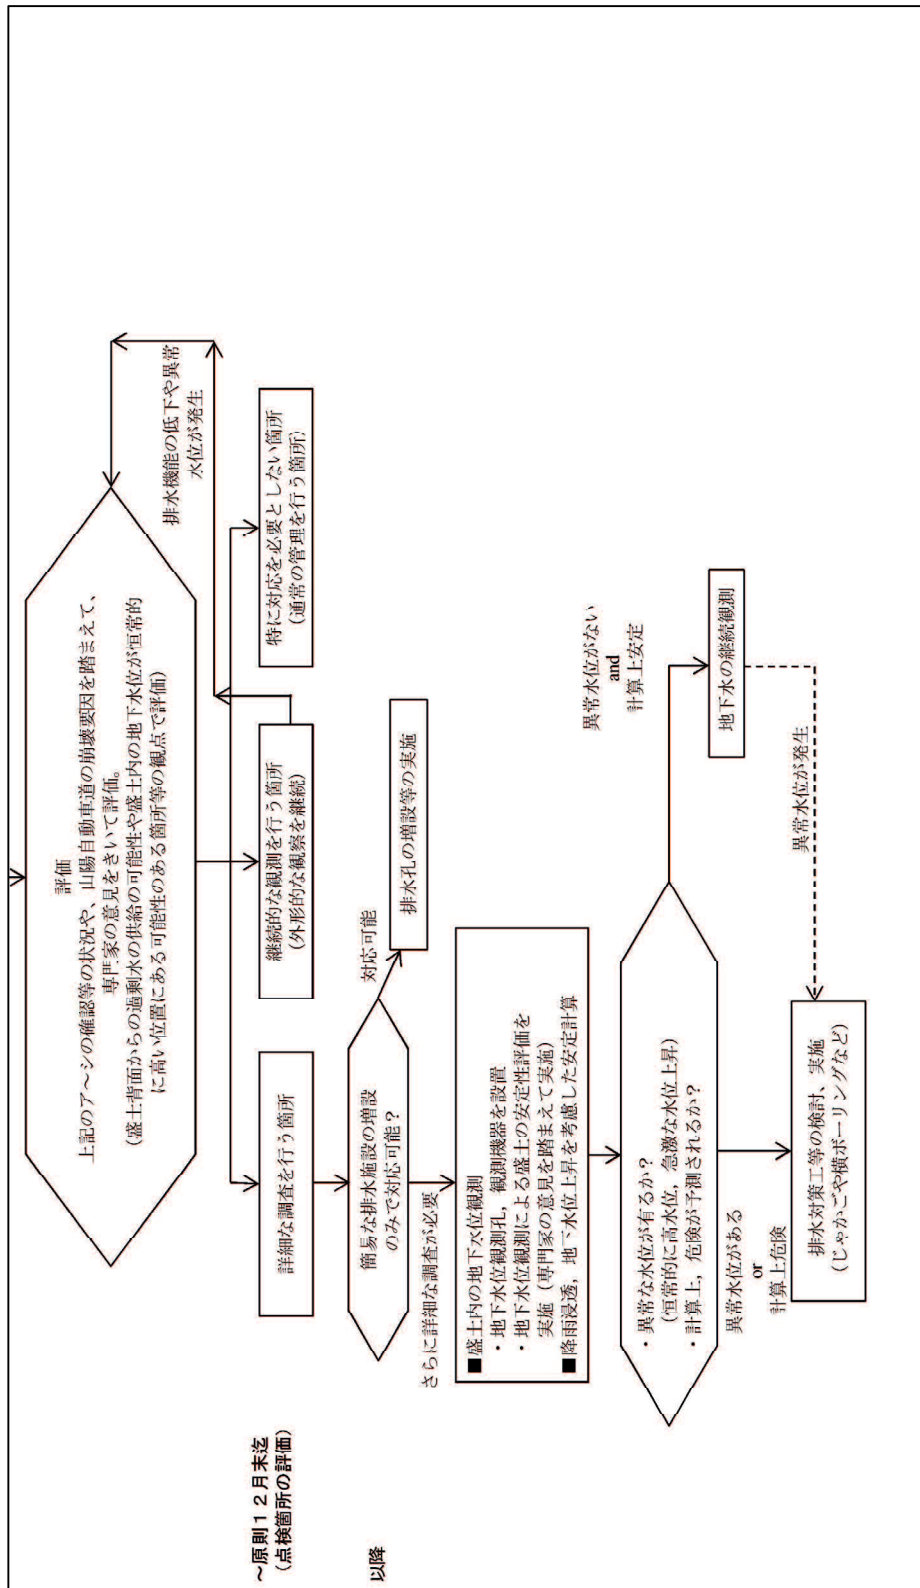 評価
上記のア～シの確認等の状況や、山陽自動車道の崩壊要因を踏まえて、
専門家の意見をきいて評価。
(盛土背面からの過剰水の供給の可能性や盛土内の地下水位が恒常的
に高い位置にある可能性のある箇所等の観点で評価)
排水機能の低下や異常
水位が発生
～原則１２月末迄
(点検箇所の評価)
詳細な調査を行う箇所
継続的な観測を行う箇所
(外形的な観察を継続)
特に対応を必要としない箇所
(通常の管理を行う箇所)
以降
簡易な排水施設の増設
のみで対応可能？
対応可能
排水孔の増設等の実施
さらに詳細な調査が必要
■盛土内の地下水位観測
・地下水位観測孔，観測機器を設置
・地下水位観測による盛土の安定性評価を
実施（専門家の意見を踏まえて実施）
■降雨浸透，地下水位上昇を考慮した安定計算
・異常な水位が有るか？
(恒常的に高水位，急激な水位上昇)
・計算上，危険が予測されるか？
異常水位がない
and
計算上安定
異常水位がある
or
計算上危険
地下水の継続観測
異常水位が発生
排水対策工等の検討、実施
(じゃかごや横ボーリングなど)